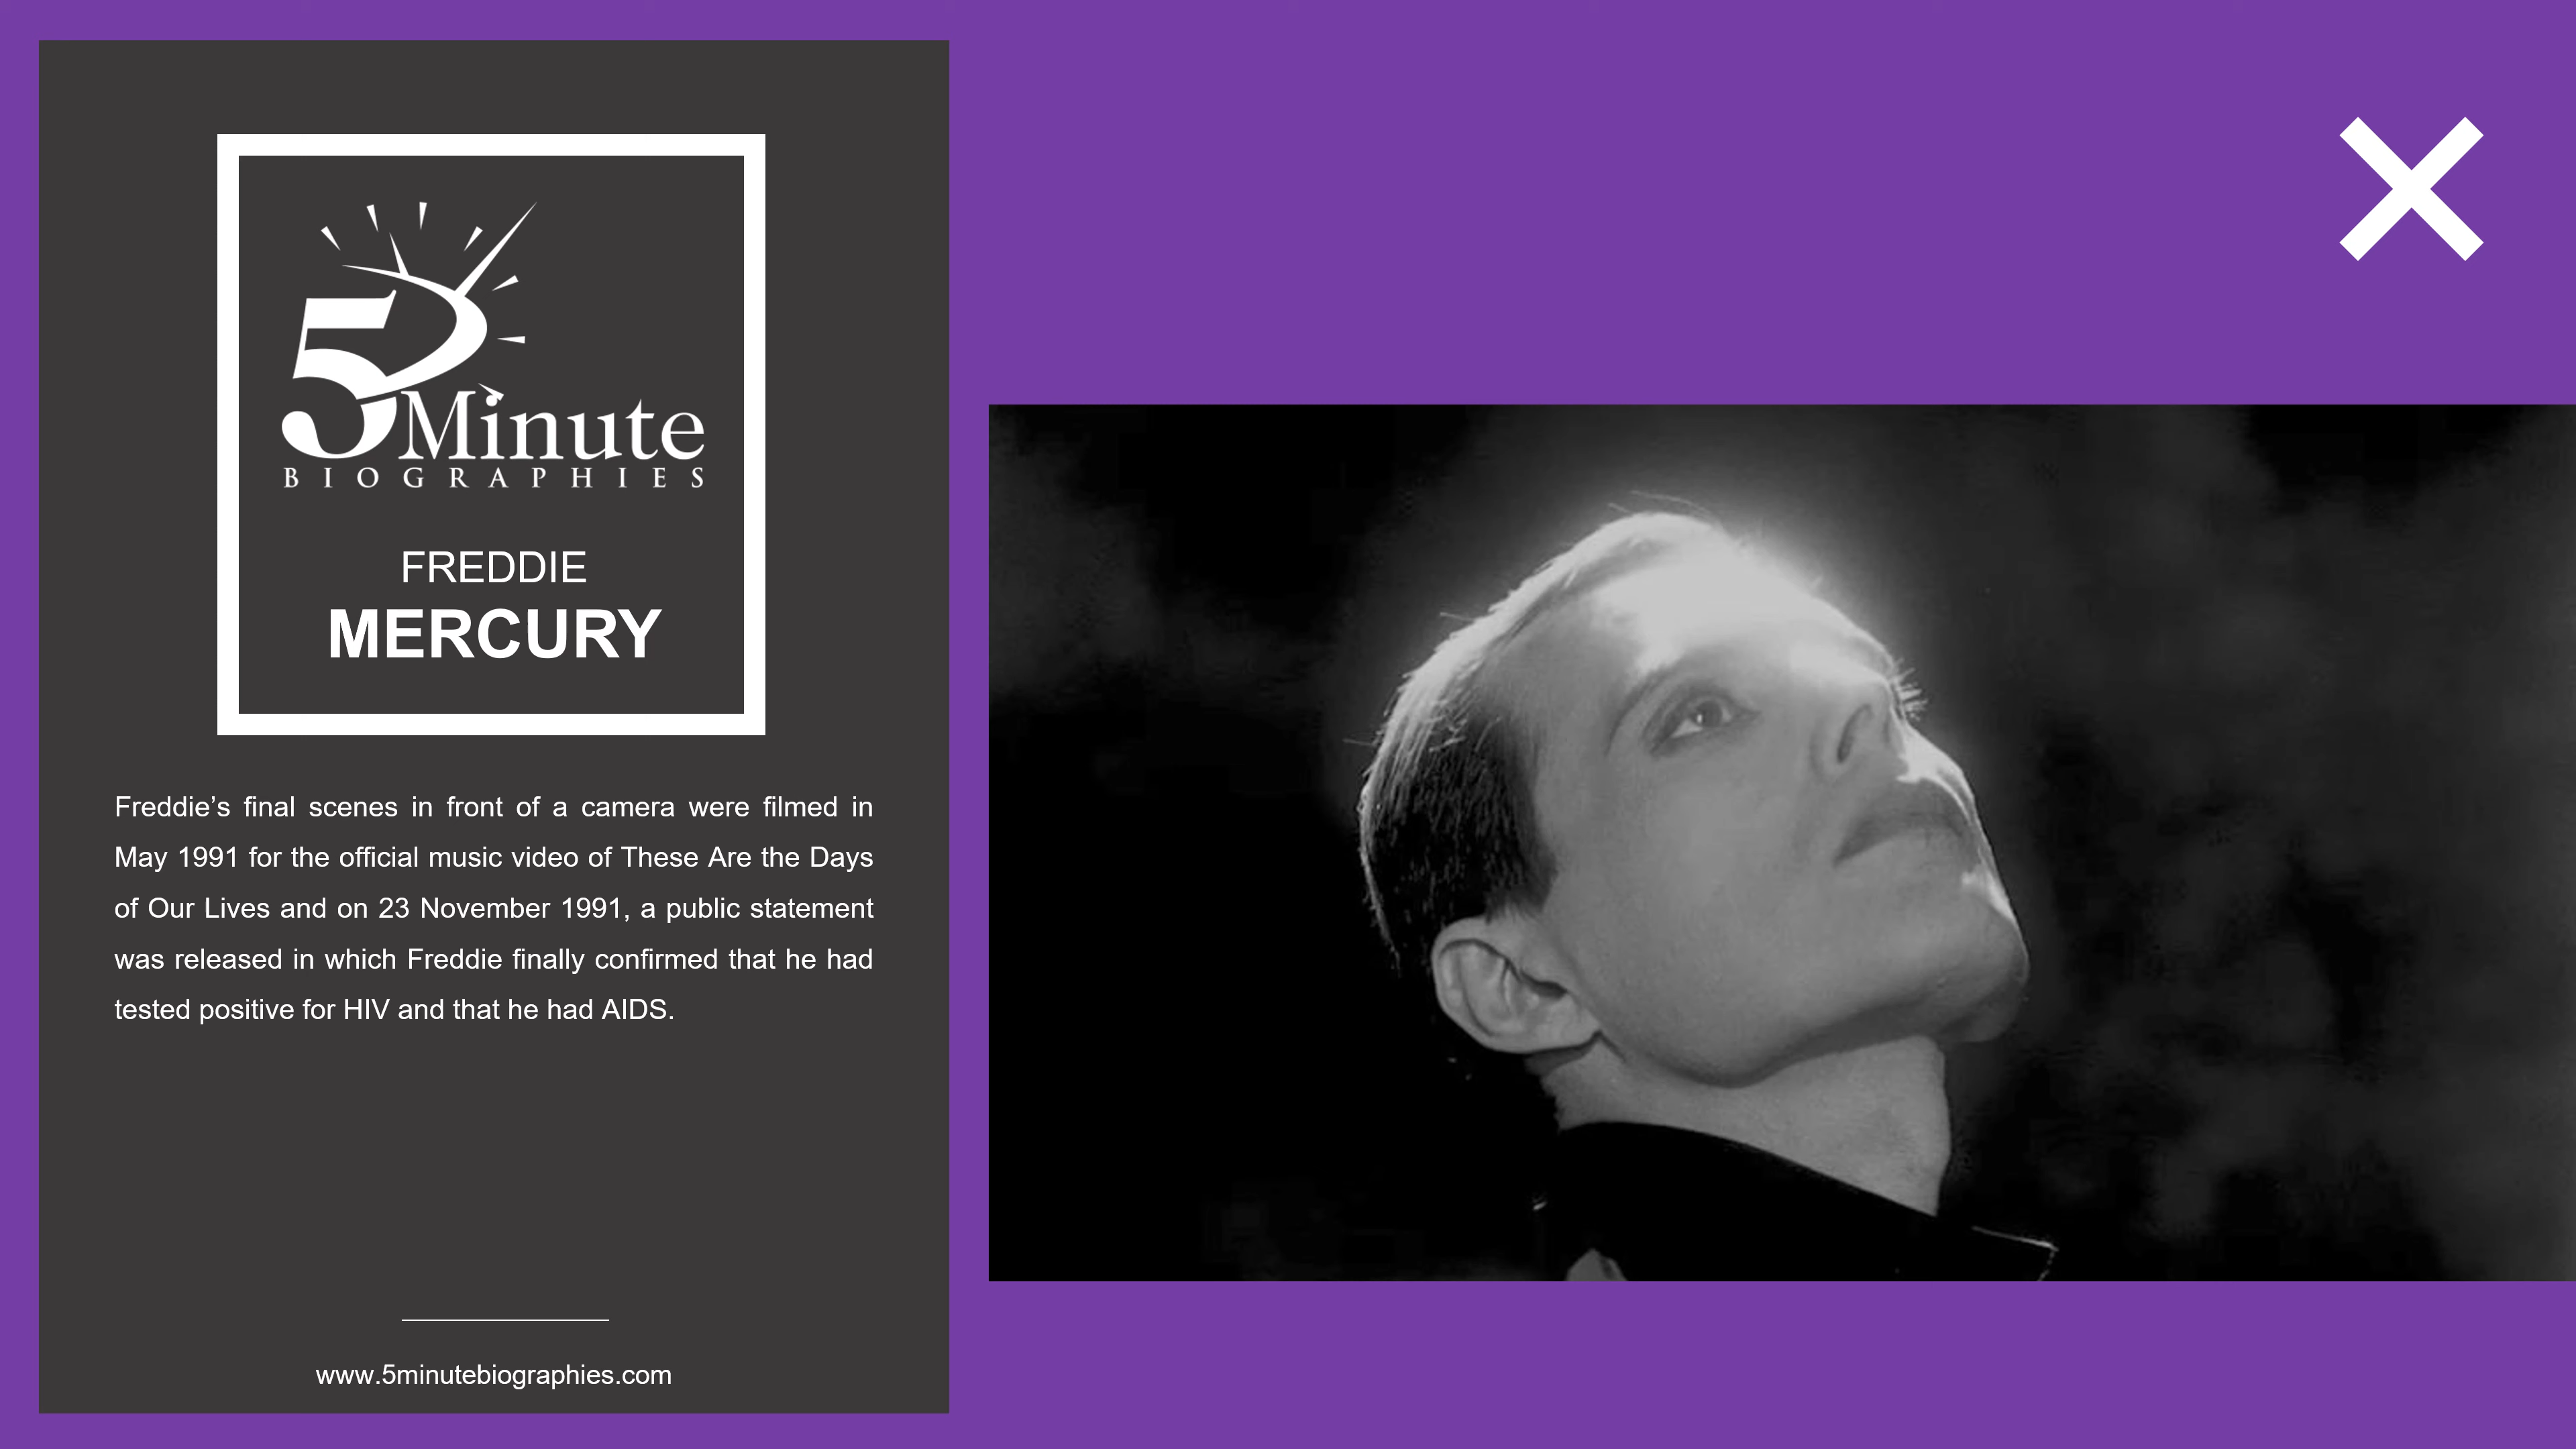 5 Minute
BIOGRAPHIES
FREDDIE
MERCURY
Freddie’s final scenes in front of a camera were filmed in
May 1991 for the official music video of These Are the Days
of Our Lives and on 23 November 1991, a public statement
was released in which Freddie finally confirmed that he had
tested positive for HIV and that he had AIDS.
www.5minutebiographies.com